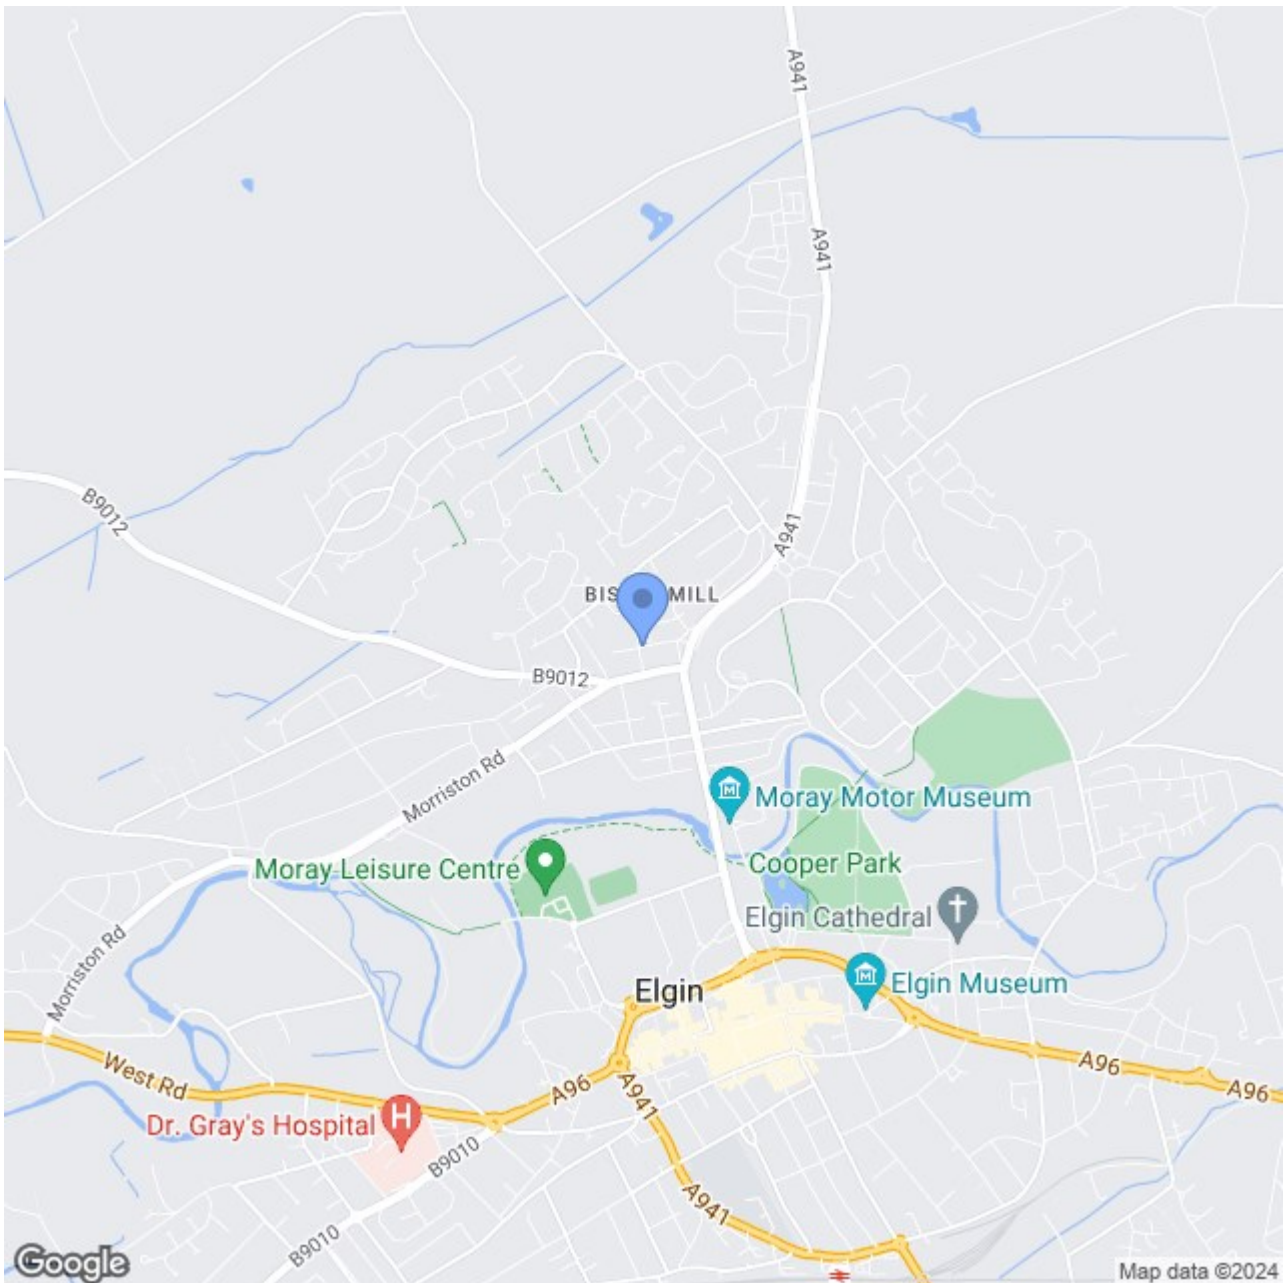 A941
A941
B9012
A941
BIS MILL
B9012
Morriston Rd
Moray Motor Museum
Moray Leisure Centre
Cooper Park
Elgin Cathedral
Morriston Rd
Elgin
Elgin Museum
West Rd
A96
A96
A96
A941
Dr. Gray's Hospital
H
B9010
A941
B9010
Google
Map data ©2024